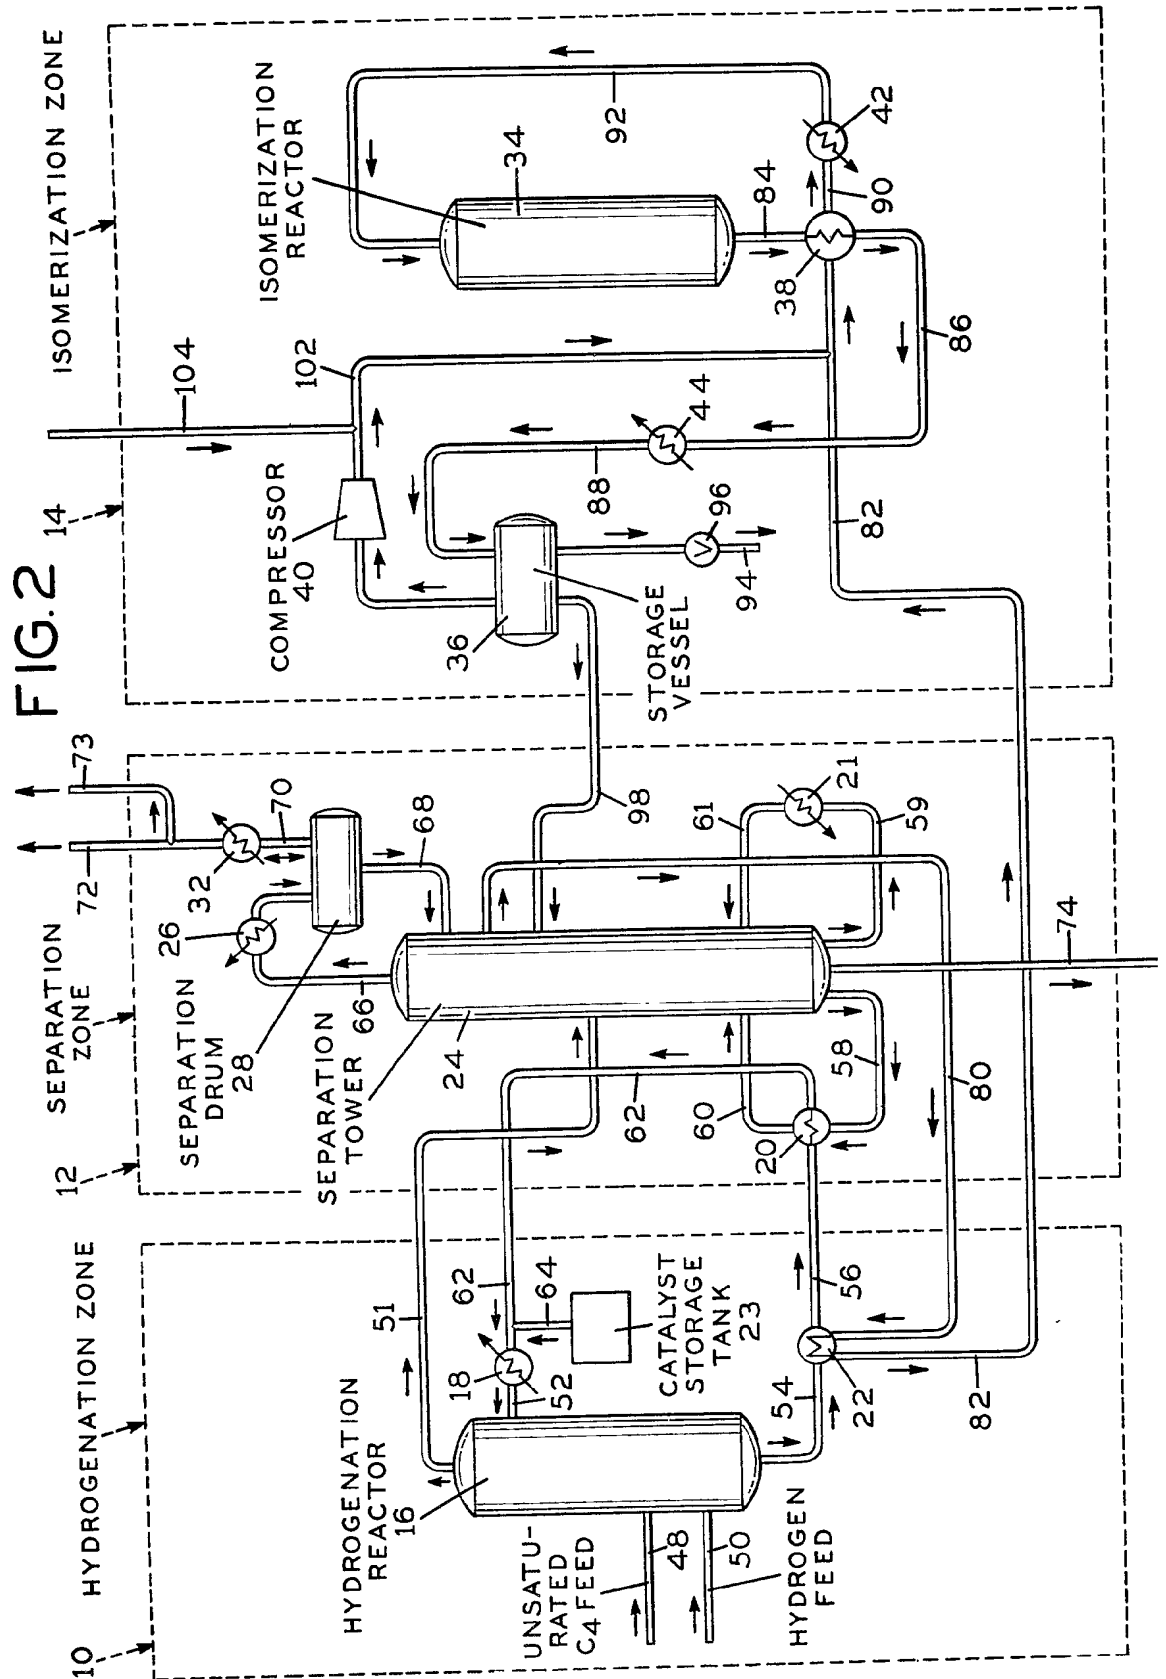 FIG.2
10
HYDROGENATION ZONE
12
SEPARATION
ZONE
14
ISOMERIZATION ZONE
72
73
104
SEPARATION
DRUM
28
26
32
70
66
68
COMPRESSOR
40
102
ISOMERIZATION
REACTOR
34
HYDROGENATION
REACTOR
16
51
SEPARATION
TOWER
24
36
STORAGE
VESSEL
98
88
44
96
94
92
84
38
90
42
86
18
62
52
64
CATALYST
STORAGE
TANK
23
62
60
20
58
61
21
59
82
UNSATU-
RATED
C4 FEED
48
50
HYDROGEN
FEED
54
22
56
82
80
74